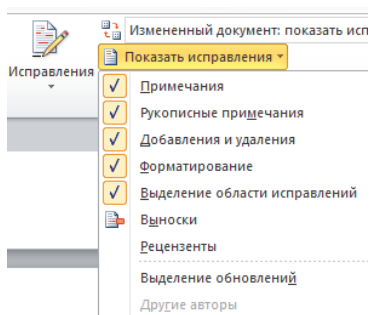 Измененный документ: показать исп
Показать исправления
Исправления
Примечания
Рукописные примечания
Добавления и удаления
Форматирование
Выделение области исправлений
Выноски
Рецензенты
Выделение обновлений
Другие авторы